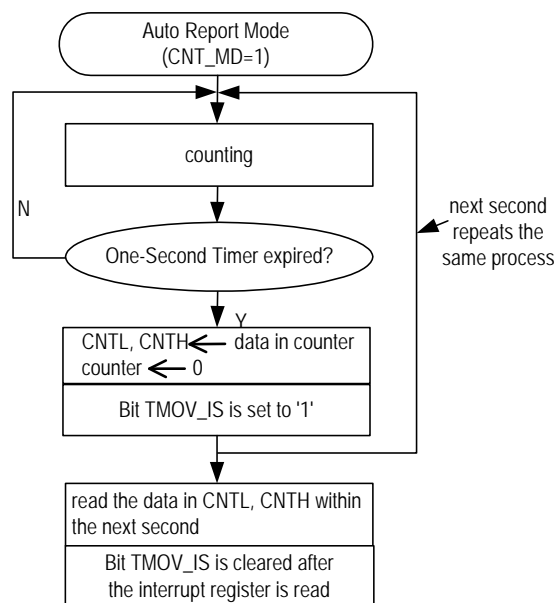 Auto Report Mode
(CNT_MD=1)
counting
N
next second
repeats the
same process
One-Second Timer expired?
Y
CNTL, CNTH ← data in counter
counter ← 0
Bit TMOV_IS is set to '1'
read the data in CNTL, CNTH within
the next second
Bit TMOV_IS is cleared after
the interrupt register is read